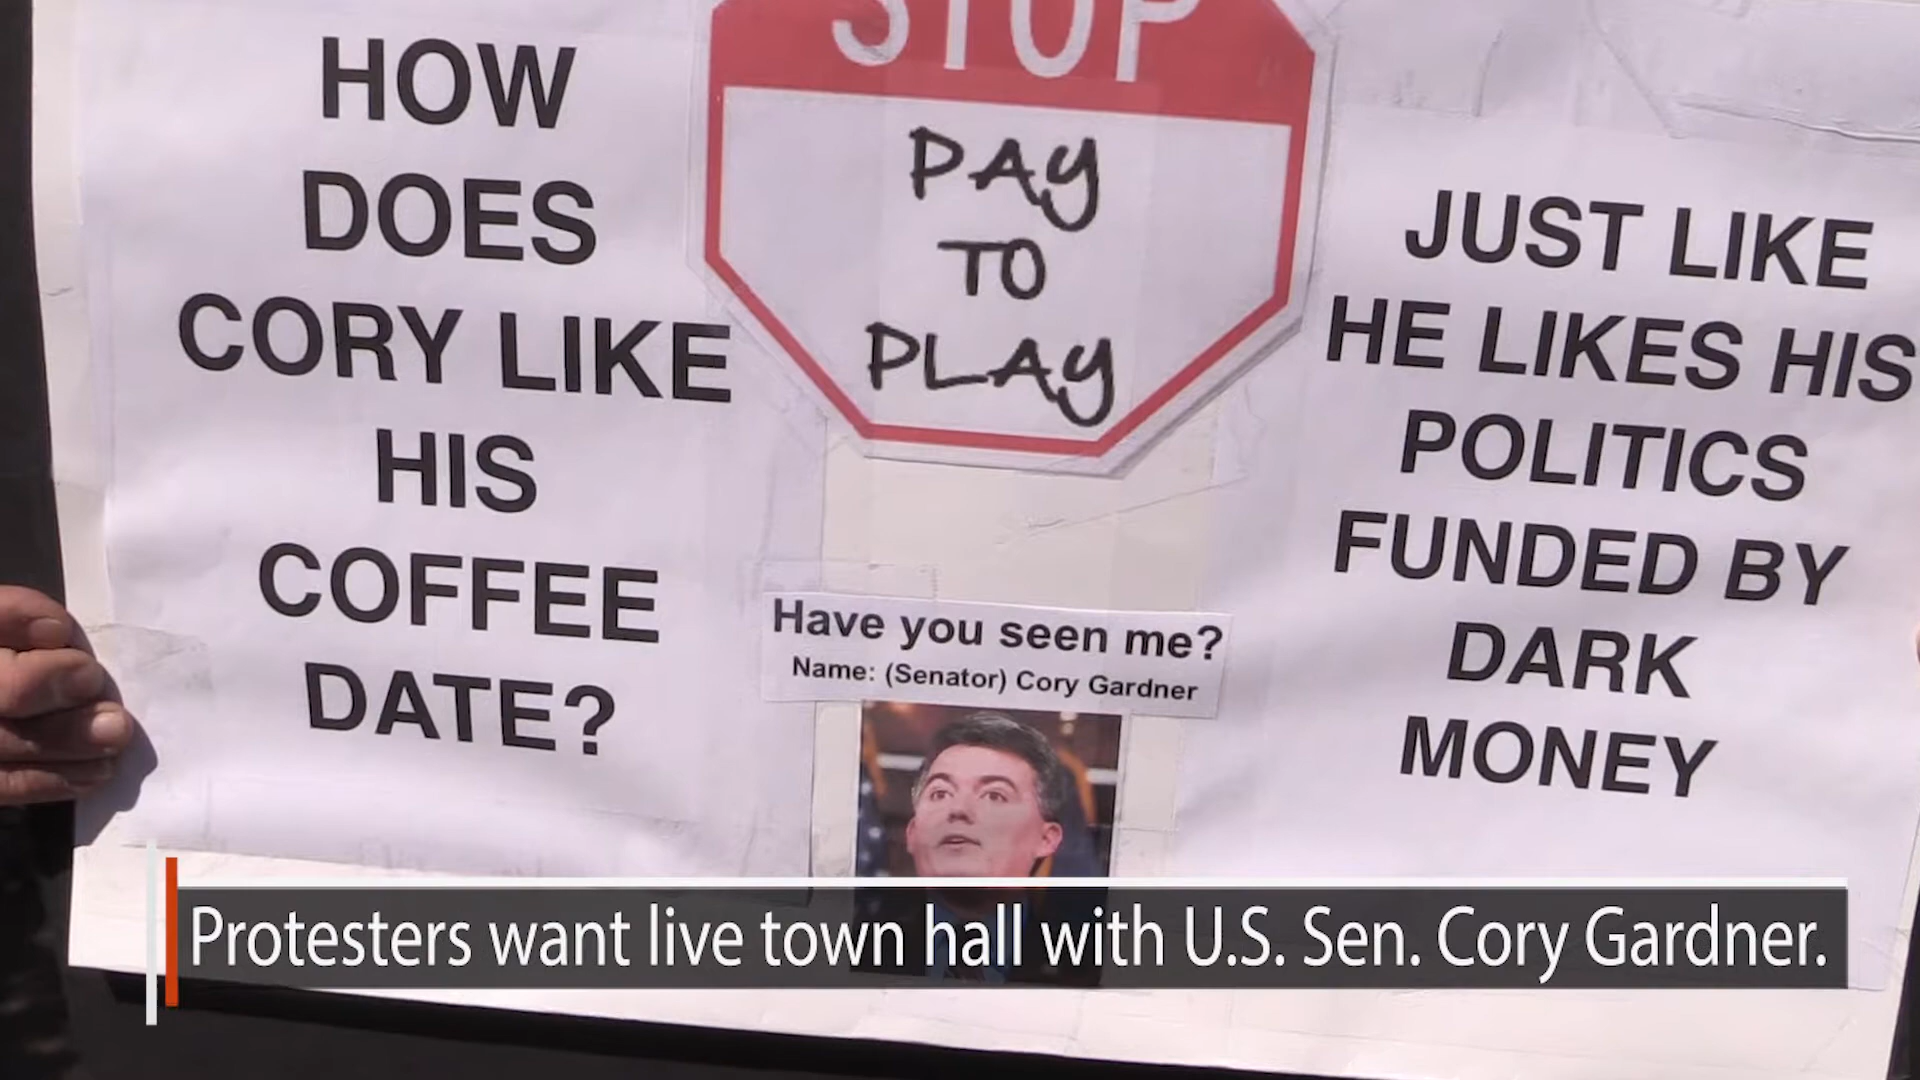 HOW
DOES
CORY LIKE
HIS
COFFEE
DATE?
STOP
PAY
TO
PLAY
Have you seen me?
Name: (Senator) Cory Gardner
JUST LIKE
HE LIKES HIS
POLITICS
FUNDED BY
DARK
MONEY
Protesters want live town hall with U.S. Sen. Cory Gardner.